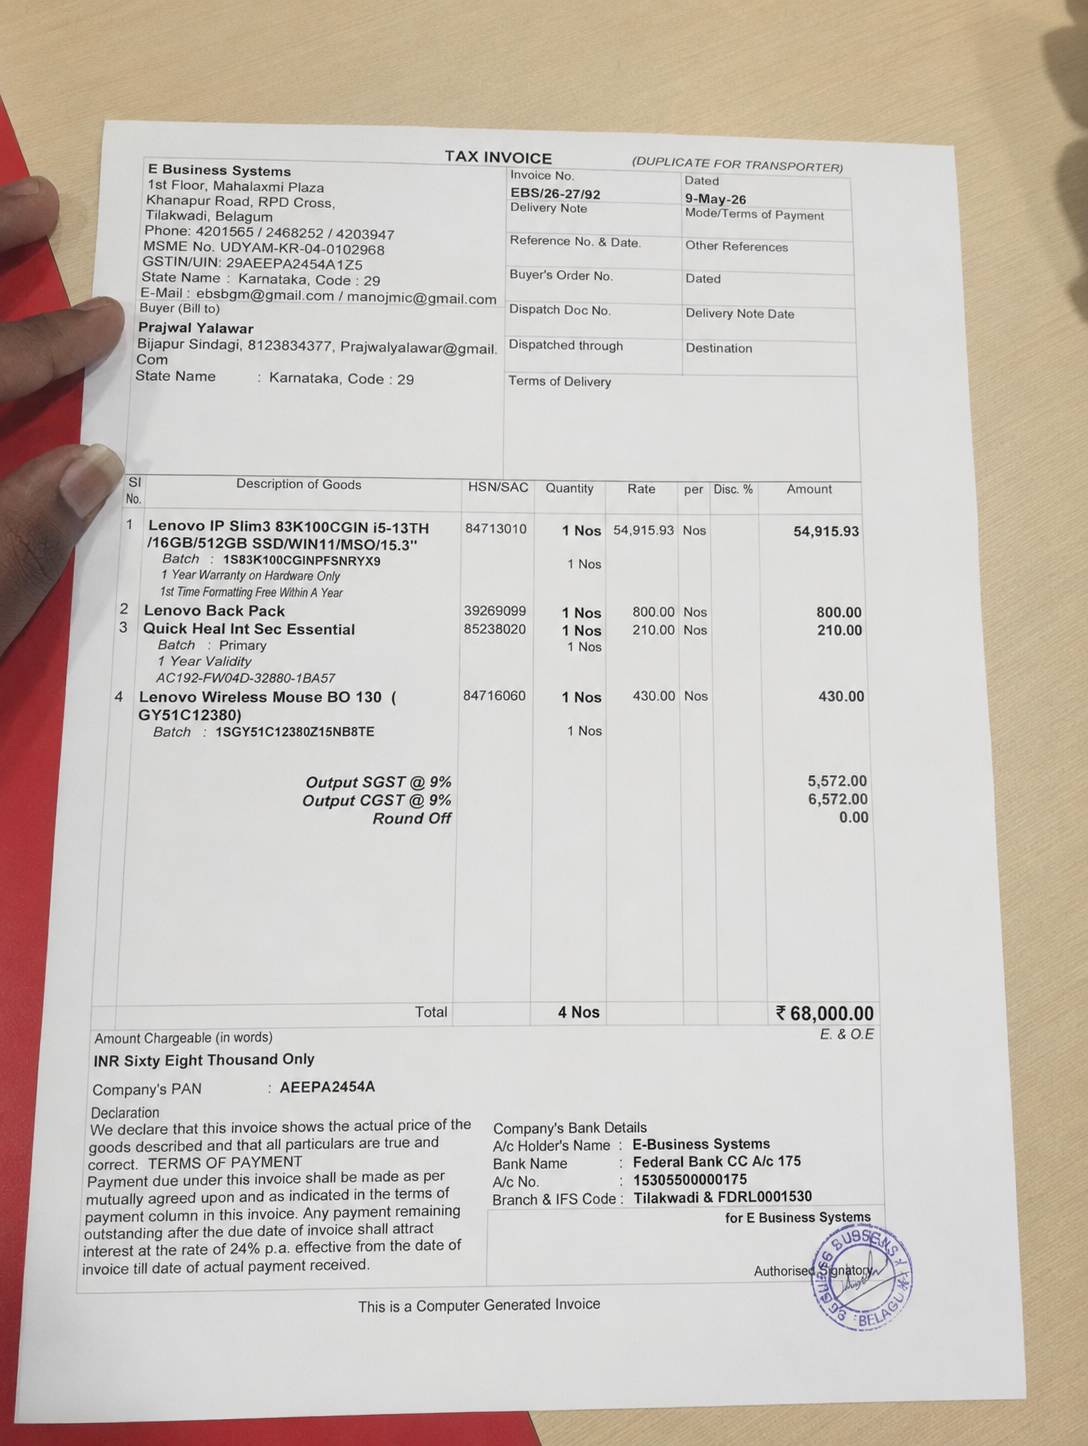 TAX INVOICE
(DUPLICATE FOR TRANSPORTER)
E Business Systems
1st Floor, Mahalaxmi Plaza
Khanapur Road, RPD Cross,
Tilakwadi, Belagum
Phone: 4201565 / 2468252 / 4203947
MSME No. UDYAM-KR-04-0102968
GSTIN/UIN: 29AEEPA2454A1Z5
State Name : Karnataka, Code : 29
E-Mail : ebsbgm@gmail.com / manojmic@gmail.com
Invoice No.
EBS/26-27/92
Dated
9-May-26
Delivery Note
Mode/Terms of Payment
Reference No. & Date.
Other References
Buyer's Order No.
Dated
Dispatch Doc No.
Delivery Note Date
Dispatched through
Destination
Terms of Delivery
Buyer (Bill to)
Prajwal Yalawar
Bijapur Sindagi, 8123834377, Prajwalyalawar@gmail.
Com
State Name : Karnataka, Code : 29
SI No. Description of Goods HSN/SAC Quantity Rate per Disc. % Amount
1 Lenovo IP Slim3 83K100CGIN i5-13TH 84713010 1 Nos 54,915.93 Nos 54,915.93
/16GB/512GB SSD/WIN11/MSO/15.3"
Batch : 1S83K100CGINPFSNRYX9 1 Nos
1 Year Warranty on Hardware Only
1st Time Formatting Free Within A Year
2 Lenovo Back Pack 39269099 1 Nos 800.00 Nos 800.00
3 Quick Heal Int Sec Essential 85238020 1 Nos 210.00 Nos 210.00
Batch : Primary 1 Nos
1 Year Validity
AC192-FW04D-32880-1BA57
4 Lenovo Wireless Mouse BO 130 ( 84716060 1 Nos 430.00 Nos 430.00
GY51C12380)
Batch : 1SGY51C12380Z15NB8TE 1 Nos
Output SGST @ 9% 5,572.00
Output CGST @ 9% 6,572.00
Round Off 0.00
Total 4 Nos ₹ 68,000.00
Amount Chargeable (in words) E. & O.E
INR Sixty Eight Thousand Only
Company's PAN : AEEPA2454A
Declaration
We declare that this invoice shows the actual price of the
goods described and that all particulars are true and
correct. TERMS OF PAYMENT
Payment due under this invoice shall be made as per
mutually agreed upon and as indicated in the terms of
payment column in this invoice. Any payment remaining
outstanding after the due date of invoice shall attract
interest at the rate of 24% p.a. effective from the date of
invoice till date of actual payment received.
Company's Bank Details
A/c Holder's Name : E-Business Systems
Bank Name : Federal Bank CC A/c 175
A/c No. : 15305500000175
Branch & IFS Code : Tilakwadi & FDRL0001530
for E Business Systems
Authorised Signatory
BELAGU
This is a Computer Generated Invoice